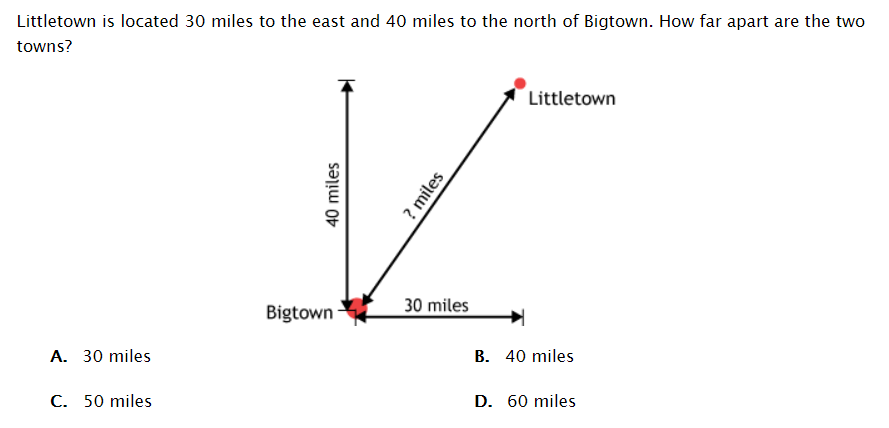 Littletown is located 30 miles to the east and 40 miles to the north of Bigtown. How far apart are the two
towns?
Littletown
40 miles
? miles
Bigtown
30 miles
A. 30 miles
B. 40 miles
C. 50 miles
D. 60 miles